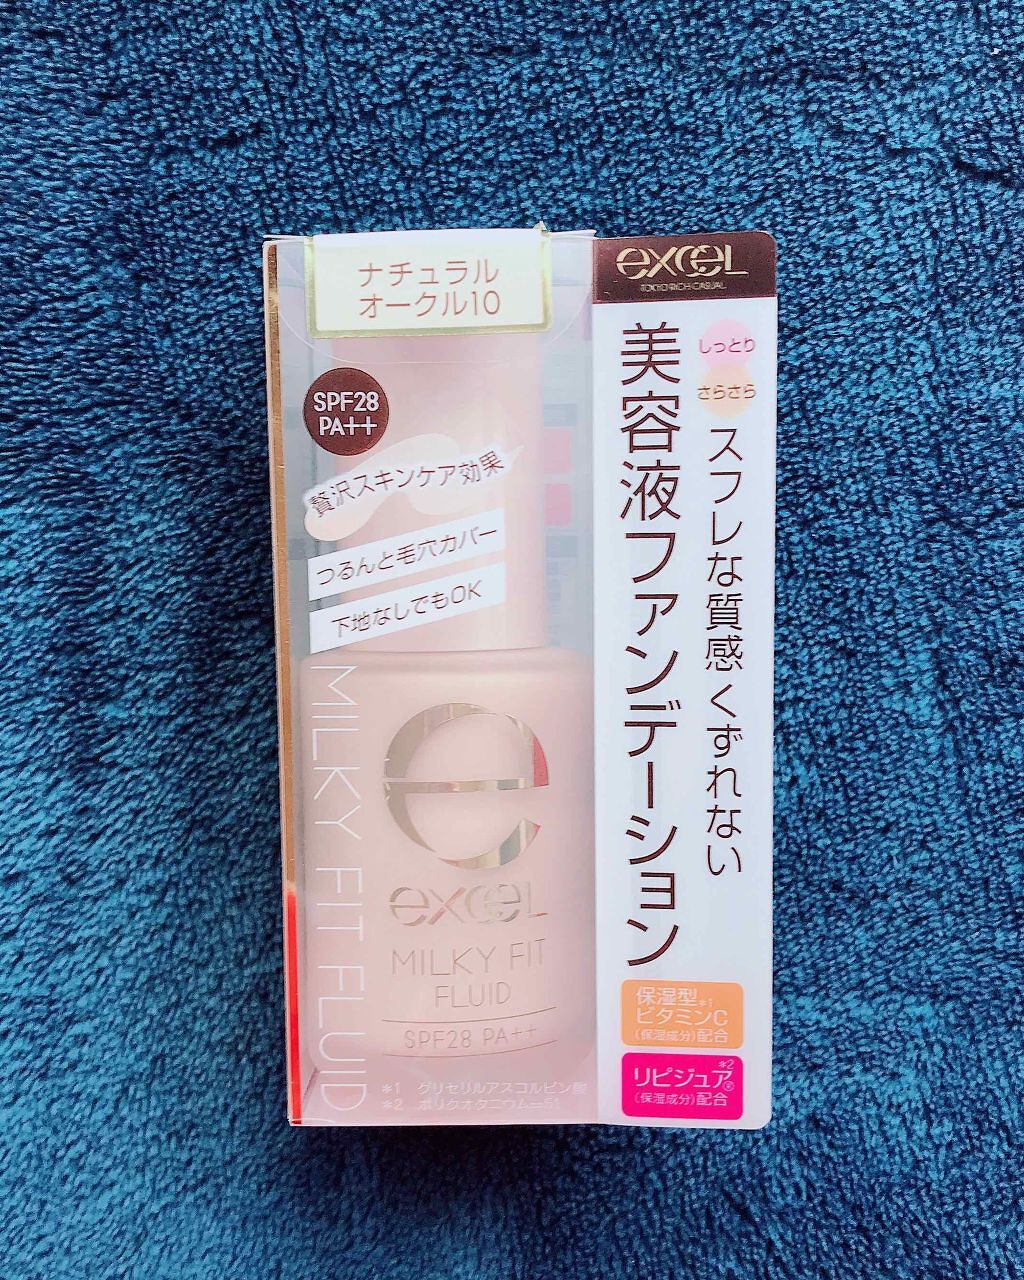 ナチュラル
オークル10
SPF28
PA++
贅沢スキンケア効果
つるんと毛穴カバー
下地なしでもOK
MILKY FIT FLUID
e
excel
MILKY FIT
FLUID
SPF28 PA++
*1 グリセリルアスコルビン酸
*2 ポリクオタニウム-51
excel
TOKYO RICH CASUAL
しっとり
さらさら
スフレな質感 くずれない
美容液ファンデーション
保湿型*1
ビタミンC
(保湿成分)配合
*2
リピジュア®
(保湿成分)配合